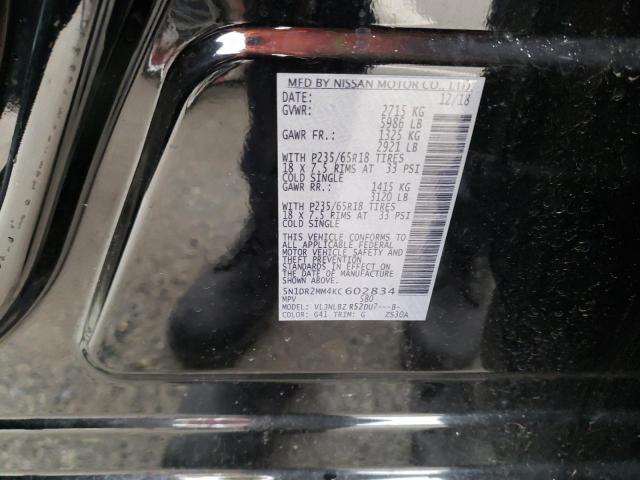 MFD BY NISSAN MOTOR CO., LTD.
DATE: 12/18
GVWR: 2715 KG
5986 LB
GAWR FR.: 1325 KG
2921 LB
WITH P235/65R18 TIRES
18 X 7.5 RIMS AT 33 PSI
COLD SINGLE
GAWR RR.: 1415 KG
3120 LB
WITH P235/65R18 TIRES
18 X 7.5 RIMS AT 33 PSI
COLD SINGLE
THIS VEHICLE CONFORMS TO
ALL APPLICABLE FEDERAL
MOTOR VEHICLE SAFETY AND
THEFT PREVENTION
STANDARDS IN EFFECT ON
THE DATE OF MANUFACTURE
SHOWN ABOVE.
5N1DR2MM4KC602834
MPV SBO
MODEL: VLJNLBZ R52DU7---B-
COLOR: G41 TRIM: G ZS30A